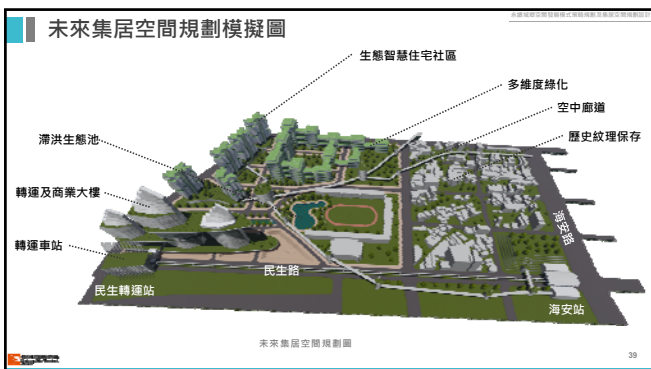 未來集居空間規劃模擬圖
生態智慧住宅社區
多維度綠化
空中廊道
歷史紋理保存
滯洪生態池
轉運及商業大樓
轉運車站
民生路
海安路
民生轉運站
海安站
未來集居空間規劃圖
39